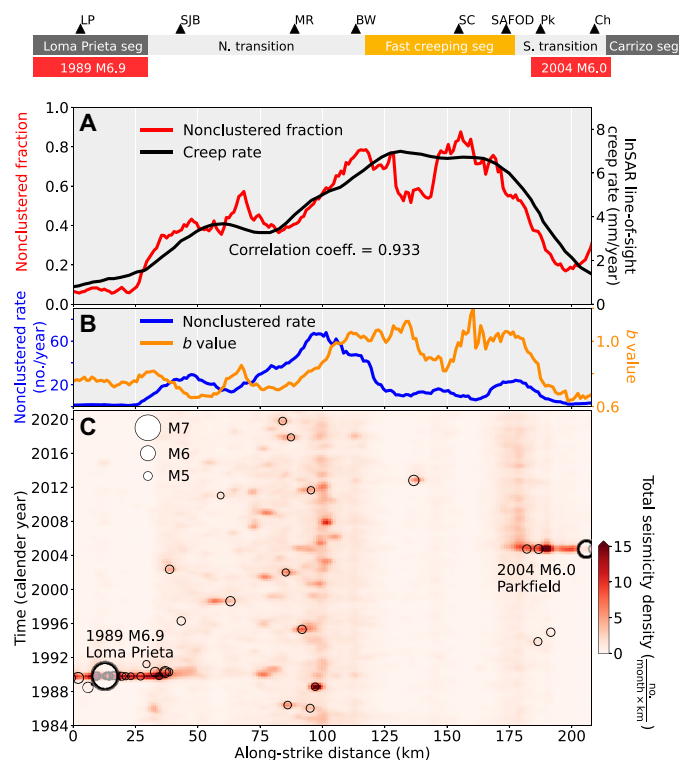 LP SJB MR BW SC SAFOD Pk Ch
Loma Prieta seg N. transition Fast creeping seg S. transition Carrizo seg
1989 M6.9 2004 M6.0
A
Nonclustered fraction
Creep rate
Correlation coeff. = 0.933
Nonclustered fraction
1.0
0.8
0.6
0.4
0.2
0.0
8
6
4
2
0
InSAR line-of-sight
creep rate (mm/year)
B
Nonclustered rate
b value
Nonclustered rate
(no./year)
60
20
1.0
0.6
b value
C
M7
M6
M5
Time (calender year)
2020
2016
2012
2008
2004
2000
1996
1992
1988
1984
1989 M6.9
Loma Prieta
2004 M6.0
Parkfield
0 25 50 75 100 125 150 175 200
Along-strike distance (km)
15
10
5
0
Total seismicity density (no./month × km)